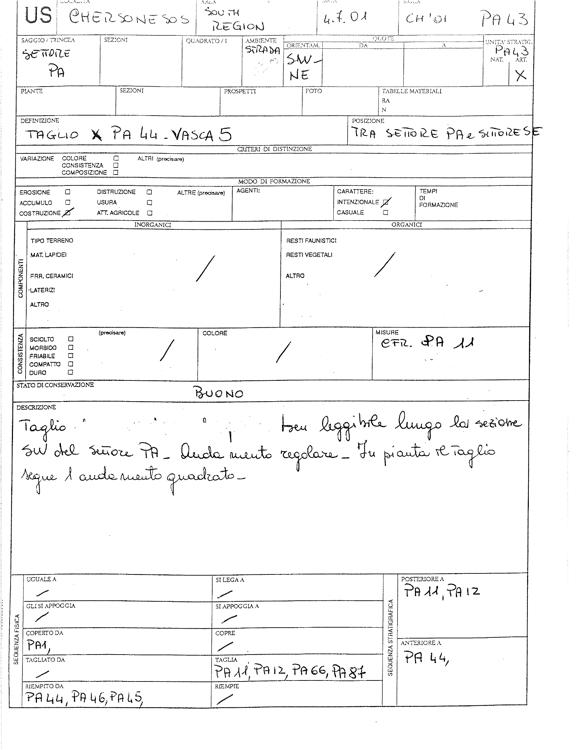 US CHERSONESOS SOUTH REGION 4.7.01 CH'01 PA 43
SAGGIO / TRINCEA SEZIONI QUADRATO / I AMBIENTE QUOTE UNITA' STRATIG.
SETTORE PA STRADA ORIENTAM. DA A PA43
SW-NE NAT. ART.
X
PIANTE SEZIONI PROSPETTI FOTO TABELLE MATERIALI
RA
N
DEFINIZIONE POSIZIONE
TAGLIO X PA 44 - VASCA 5 TRA SETTORE PA e SETTORE SE
CRITERI DI DISTINZIONE
VARIAZIONE COLORE ALTRI (precisare)
CONSISTENZA
COMPOSIZIONE
MODO DI FORMAZIONE
EROSIONE DISTRUZIONE ALTRE (precisare) AGENTI: CARATTERE: TEMPI
ACCUMULO USURA INTENZIONALE DI
COSTRUZIONE ATT. AGRICOLE CASUALE FORMAZIONE
INORGANICI ORGANICI
COMPONENTI
TIPO TERRENO RESTI FAUNISTICI
MAT. LAPIDEI RESTI VEGETALI
FRR. CERAMICI ALTRO
LATERIZI
ALTRO
CONSISTENZA
(precisare) COLORE MISURE
SCIOLTO CFR. PA 11
MORBIDO
FRIABILE
COMPATTO
DURO
STATO DI CONSERVAZIONE
BUONO
DESCRIZIONE
Taglio ben leggibile lungo la sezione
SW del settore PA - Andamento regolare - In pianta il taglio
segue l andamento quadrato -
SEQUENZA FISICA
UGUALE A SI LEGA A
/ /
GLI SI APPOGGIA SI APPOGGIA A
/ /
COPERTO DA COPRE
PA1, /
TAGLIATO DA TAGLIA
/ PA 11, PA 12, PA 66, PA 87
RIEMPITO DA RIEMPIE
PA 44, PA 46, PA 45, /
SEQUENZA STRATIGRAFICA
POSTERIORE A
PA 11, PA 12
ANTERIORE A
PA 44,